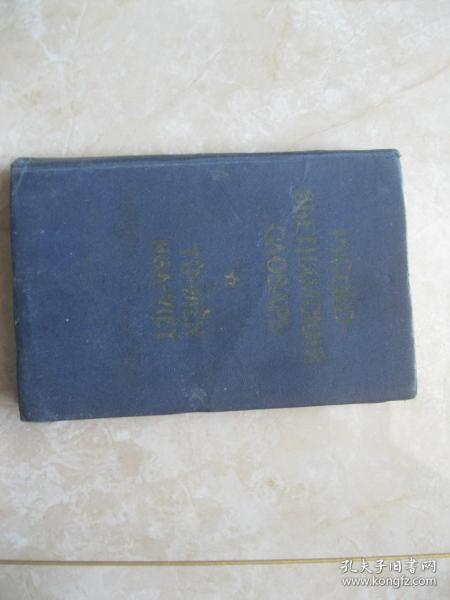 РУССКО-
ВЬЕТНАМСКИЙ
СЛОВАРЬ
TỪ-ĐIỂN
NGA-VIỆT
孔夫子旧书网
www.kongfz.com